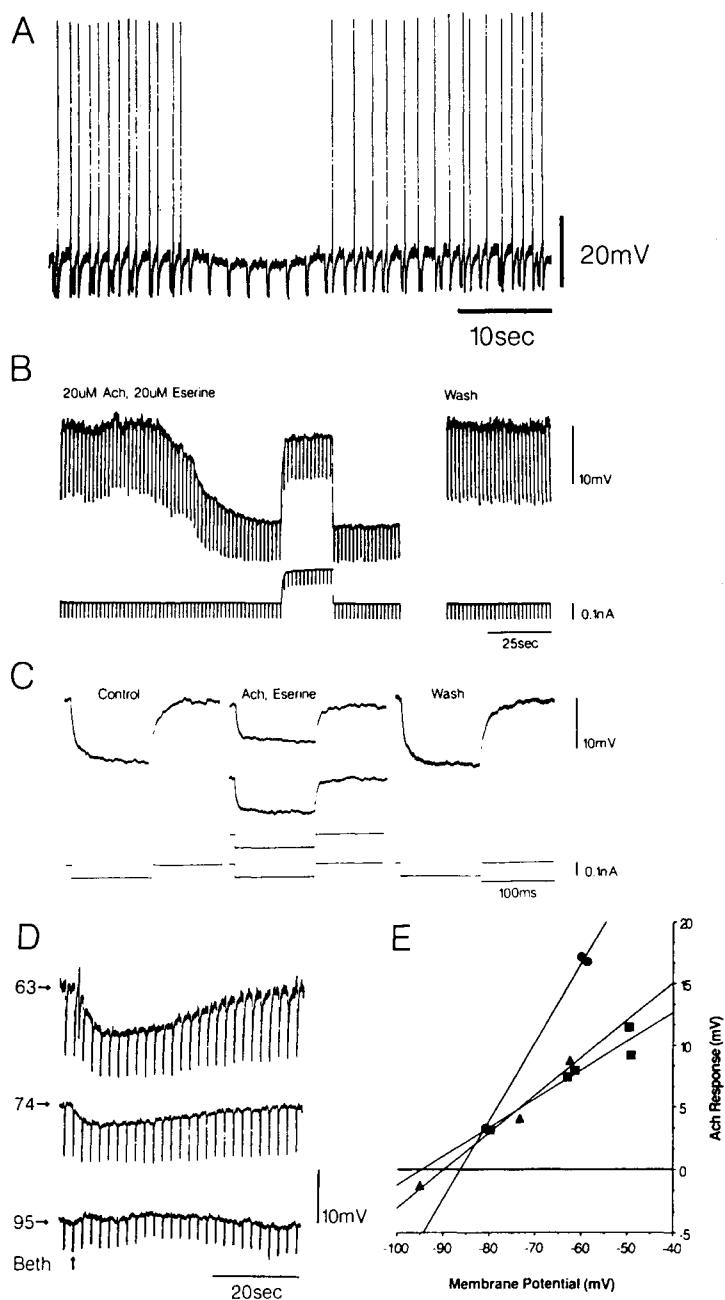 A
20mV
10sec
B
20uM Ach, 20uM Eserine
Wash
10mV
0.1nA
25sec
C
Control
Ach, Eserine
Wash
10mV
0.1nA
100ms
D
63→
74→
95→
Beth ↑
10mV
20sec
E
20
15
10
5
0
-5
Ach Response (mV)
-100 -90 -80 -70 -60 -50 -40
Membrane Potential (mV)